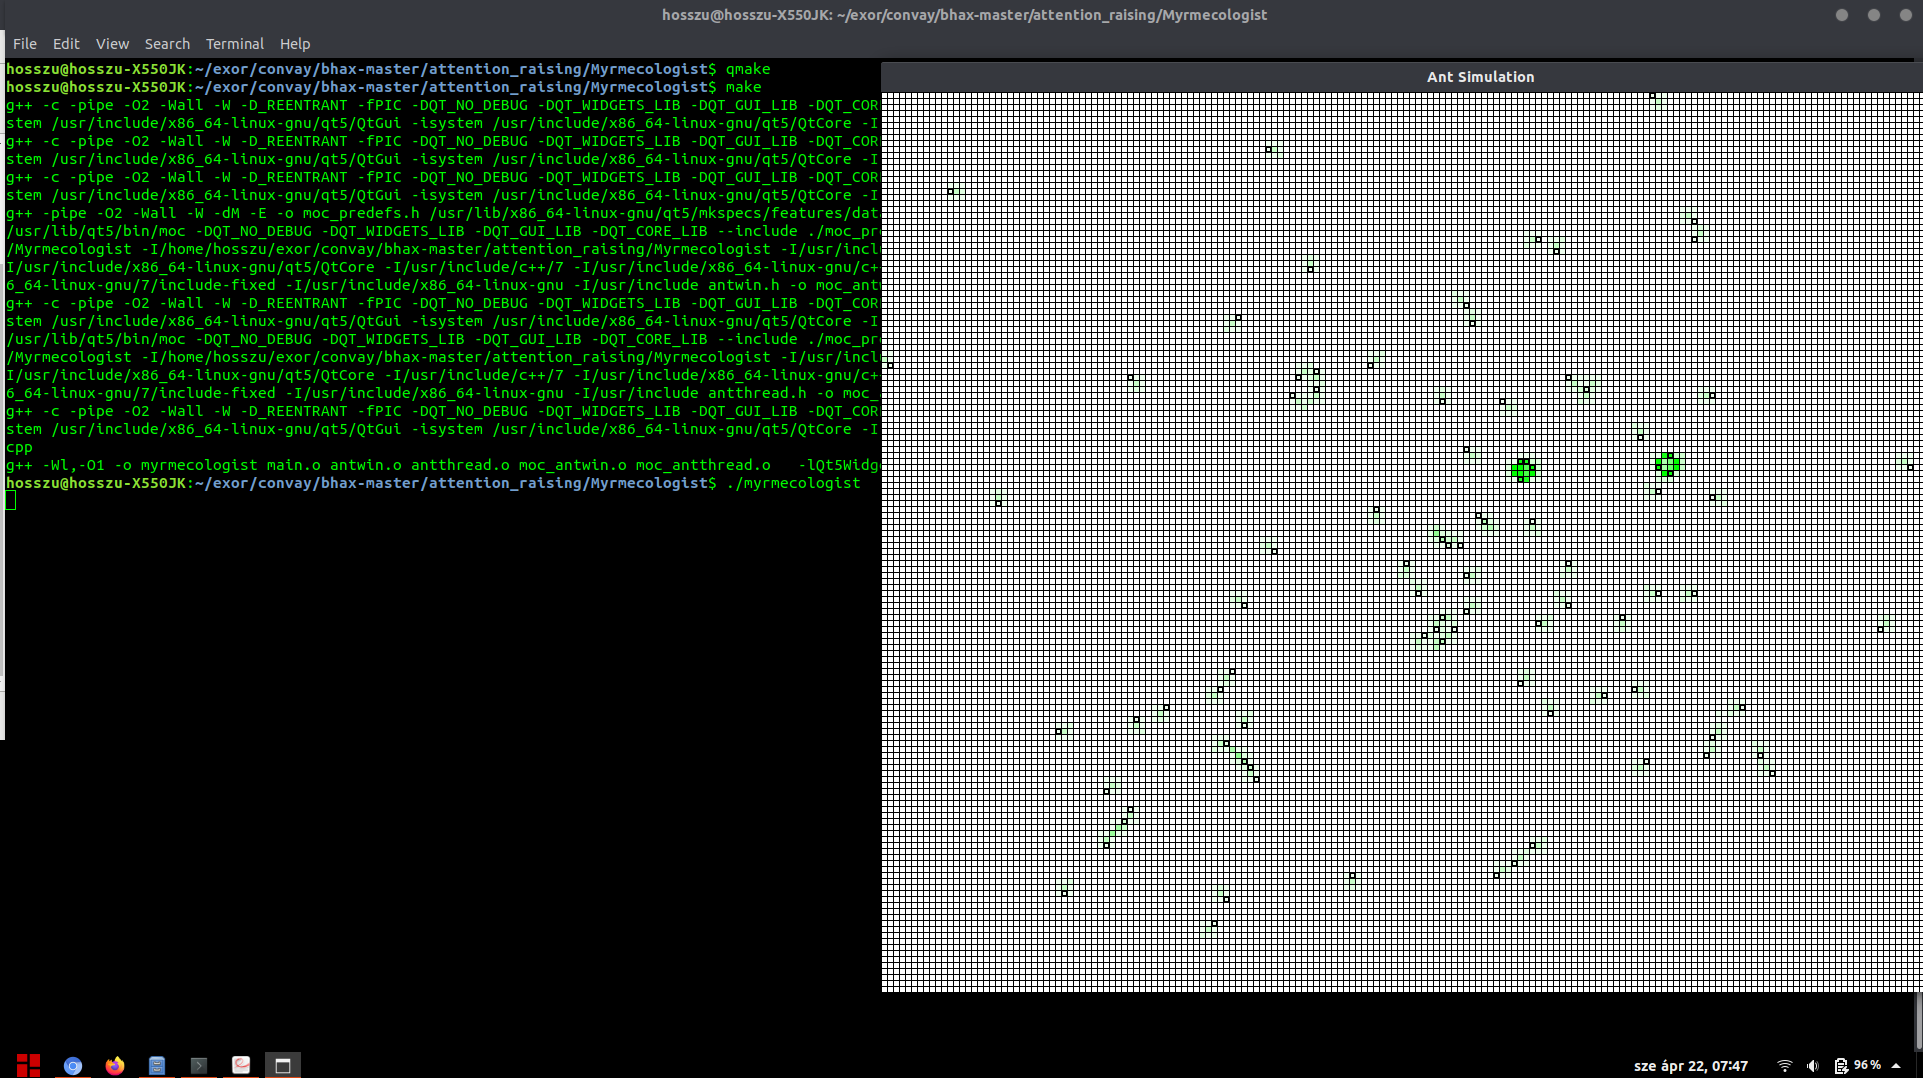 hosszu@hosszu-X550JK: ~/exor/convay/bhax-master/attention_raising/Myrmecologist
File Edit View Search Terminal Help
hosszu@hosszu-X550JK:~/exor/convay/bhax-master/attention_raising/Myrmecologist$ qmake
hosszu@hosszu-X550JK:~/exor/convay/bhax-master/attention_raising/Myrmecologist$ make
g++ -c -pipe -O2 -Wall -W -D_REENTRANT -fPIC -DQT_NO_DEBUG -DQT_WIDGETS_LIB -DQT_GUI_LIB -DQT_COR
stem /usr/include/x86_64-linux-gnu/qt5/QtGui -isystem /usr/include/x86_64-linux-gnu/qt5/QtCore -I
g++ -c -pipe -O2 -Wall -W -D_REENTRANT -fPIC -DQT_NO_DEBUG -DQT_WIDGETS_LIB -DQT_GUI_LIB -DQT_COR
stem /usr/include/x86_64-linux-gnu/qt5/QtGui -isystem /usr/include/x86_64-linux-gnu/qt5/QtCore -I
g++ -c -pipe -O2 -Wall -W -D_REENTRANT -fPIC -DQT_NO_DEBUG -DQT_WIDGETS_LIB -DQT_GUI_LIB -DQT_COR
stem /usr/include/x86_64-linux-gnu/qt5/QtGui -isystem /usr/include/x86_64-linux-gnu/qt5/QtCore -I
g++ -pipe -O2 -Wall -W -dM -E -o moc_predefs.h /usr/lib/x86_64-linux-gnu/qt5/mkspecs/features/dat
/usr/lib/qt5/bin/moc -DQT_NO_DEBUG -DQT_WIDGETS_LIB -DQT_GUI_LIB -DQT_CORE_LIB --include ./moc_pr
/Myrmecologist -I/home/hosszu/exor/convay/bhax-master/attention_raising/Myrmecologist -I/usr/incl
I/usr/include/x86_64-linux-gnu/qt5/QtCore -I/usr/include/c++/7 -I/usr/include/x86_64-linux-gnu/c+
6_64-linux-gnu/7/include-fixed -I/usr/include/x86_64-linux-gnu -I/usr/include antwin.h -o moc_ant
g++ -c -pipe -O2 -Wall -W -D_REENTRANT -fPIC -DQT_NO_DEBUG -DQT_WIDGETS_LIB -DQT_GUI_LIB -DQT_COR
stem /usr/include/x86_64-linux-gnu/qt5/QtGui -isystem /usr/include/x86_64-linux-gnu/qt5/QtCore -I
/usr/lib/qt5/bin/moc -DQT_NO_DEBUG -DQT_WIDGETS_LIB -DQT_GUI_LIB -DQT_CORE_LIB --include ./moc_pr
/Myrmecologist -I/home/hosszu/exor/convay/bhax-master/attention_raising/Myrmecologist -I/usr/incl
I/usr/include/x86_64-linux-gnu/qt5/QtCore -I/usr/include/c++/7 -I/usr/include/x86_64-linux-gnu/c+
6_64-linux-gnu/7/include-fixed -I/usr/include/x86_64-linux-gnu -I/usr/include antthread.h -o moc_
g++ -c -pipe -O2 -Wall -W -D_REENTRANT -fPIC -DQT_NO_DEBUG -DQT_WIDGETS_LIB -DQT_GUI_LIB -DQT_COR
stem /usr/include/x86_64-linux-gnu/qt5/QtGui -isystem /usr/include/x86_64-linux-gnu/qt5/QtCore -I
cpp
g++ -Wl,-O1 -o myrmecologist main.o antwin.o antthread.o moc_antwin.o moc_antthread.o -lQt5Widg
hosszu@hosszu-X550JK:~/exor/convay/bhax-master/attention_raising/Myrmecologist$ ./myrmecologist
Ant Simulation
sze ápr 22, 07:47 96 %